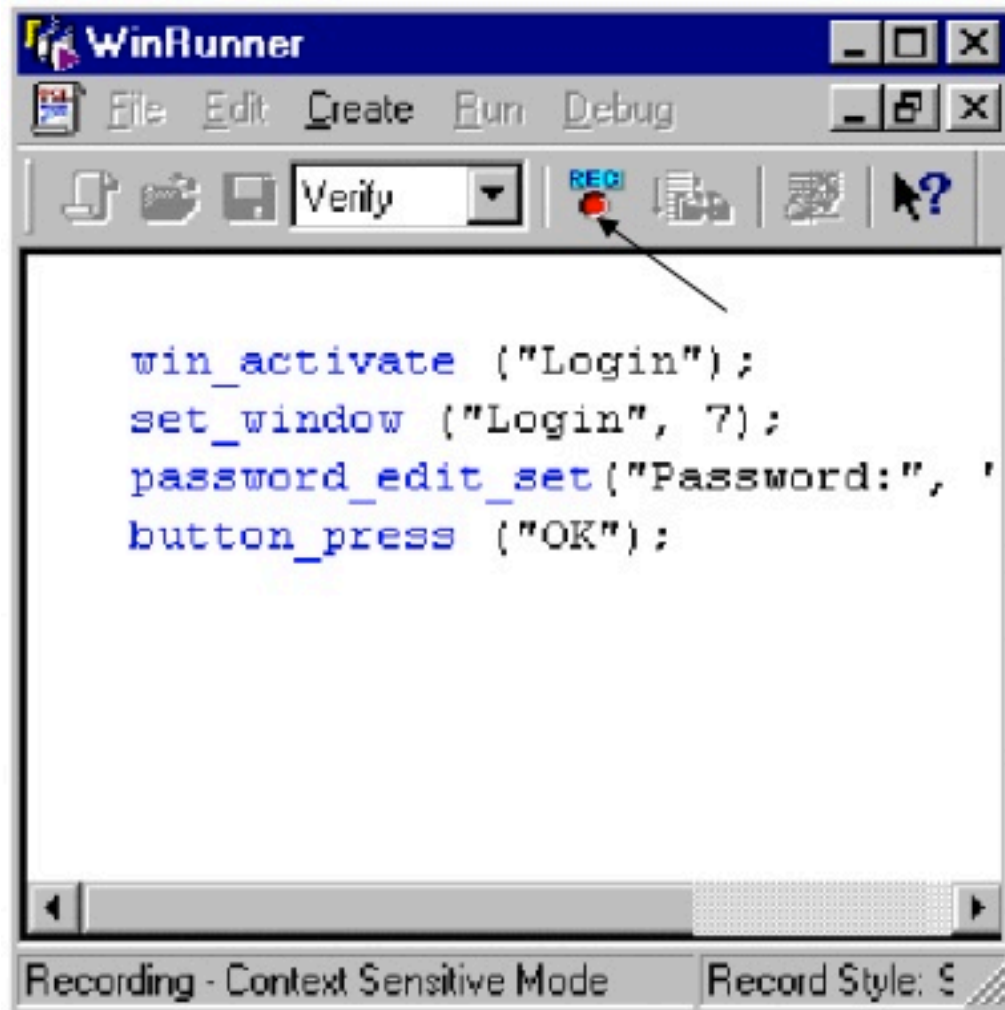 WinRunner
File Edit Create Run Debug
Verify
REC
?
win_activate ("Login");
set_window ("Login", 7);
password_edit_set("Password:", '
button_press ("OK");
Recording - Context Sensitive Mode
Record Style: S